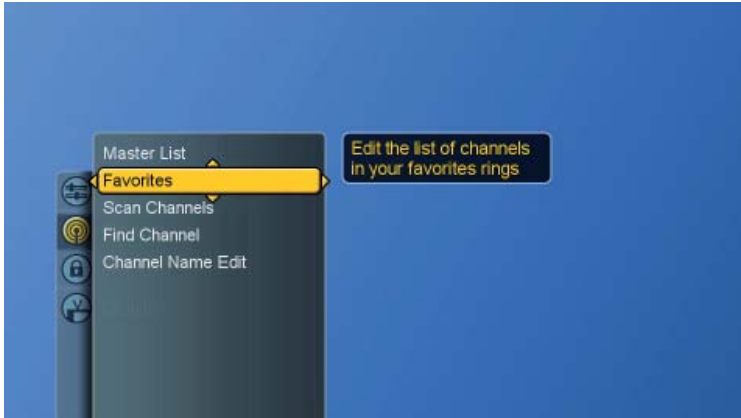 Master List
Favorites
Scan Channels
Find Channel
Channel Name Edit
Edit the list of channels
in your favorites rings